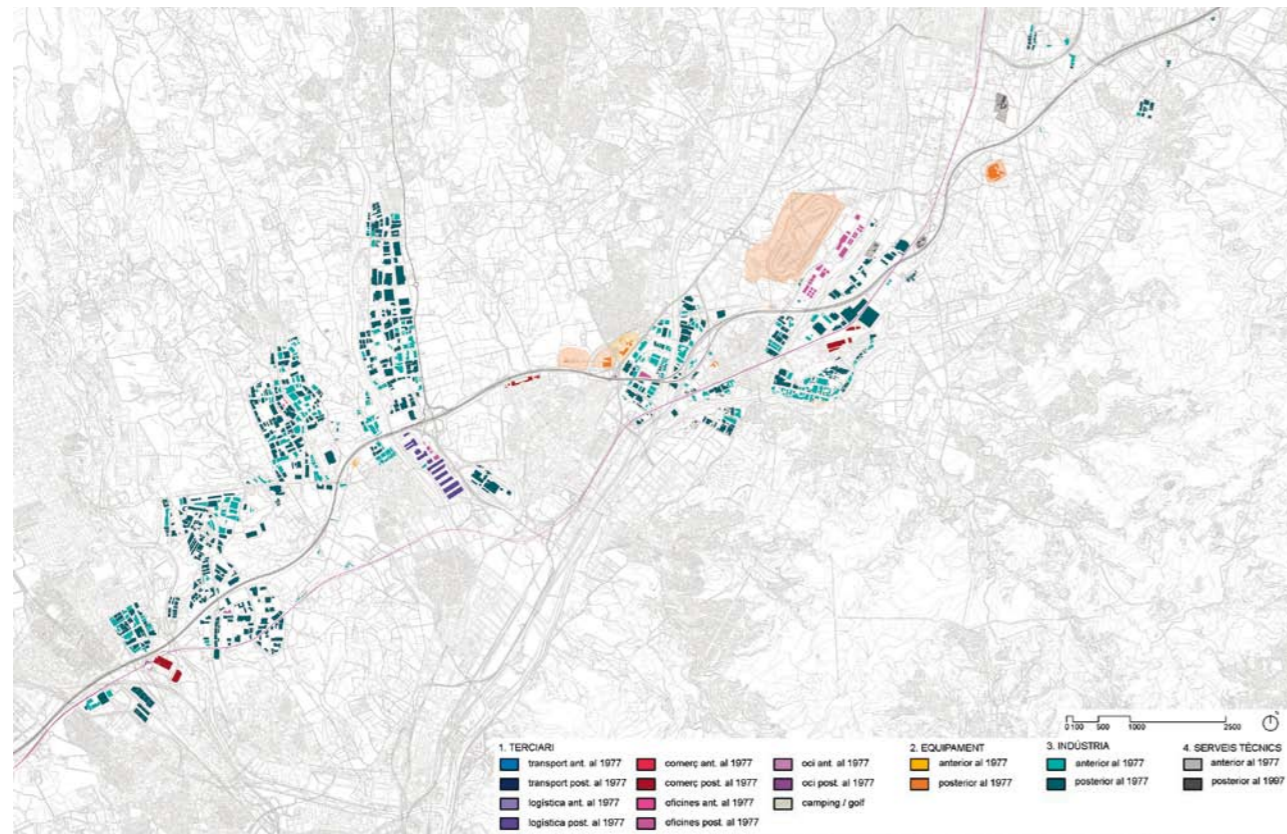 0 100 500 1000 2500
1. TERCIARI
transport ant. al 1977
transport post. al 1977
logística ant. al 1977
logística post. al 1977
comerç ant. al 1977
comerç post. al 1977
oficines ant. al 1977
oficines post. al 1977
oci ant. al 1977
oci post. al 1977
camping / golf
2. EQUIPAMENT
anterior al 1977
posterior al 1977
3. INDÚSTRIA
anterior al 1977
posterior al 1977
4. SERVEIS TÈCNICS
anterior al 1977
posterior al 1997